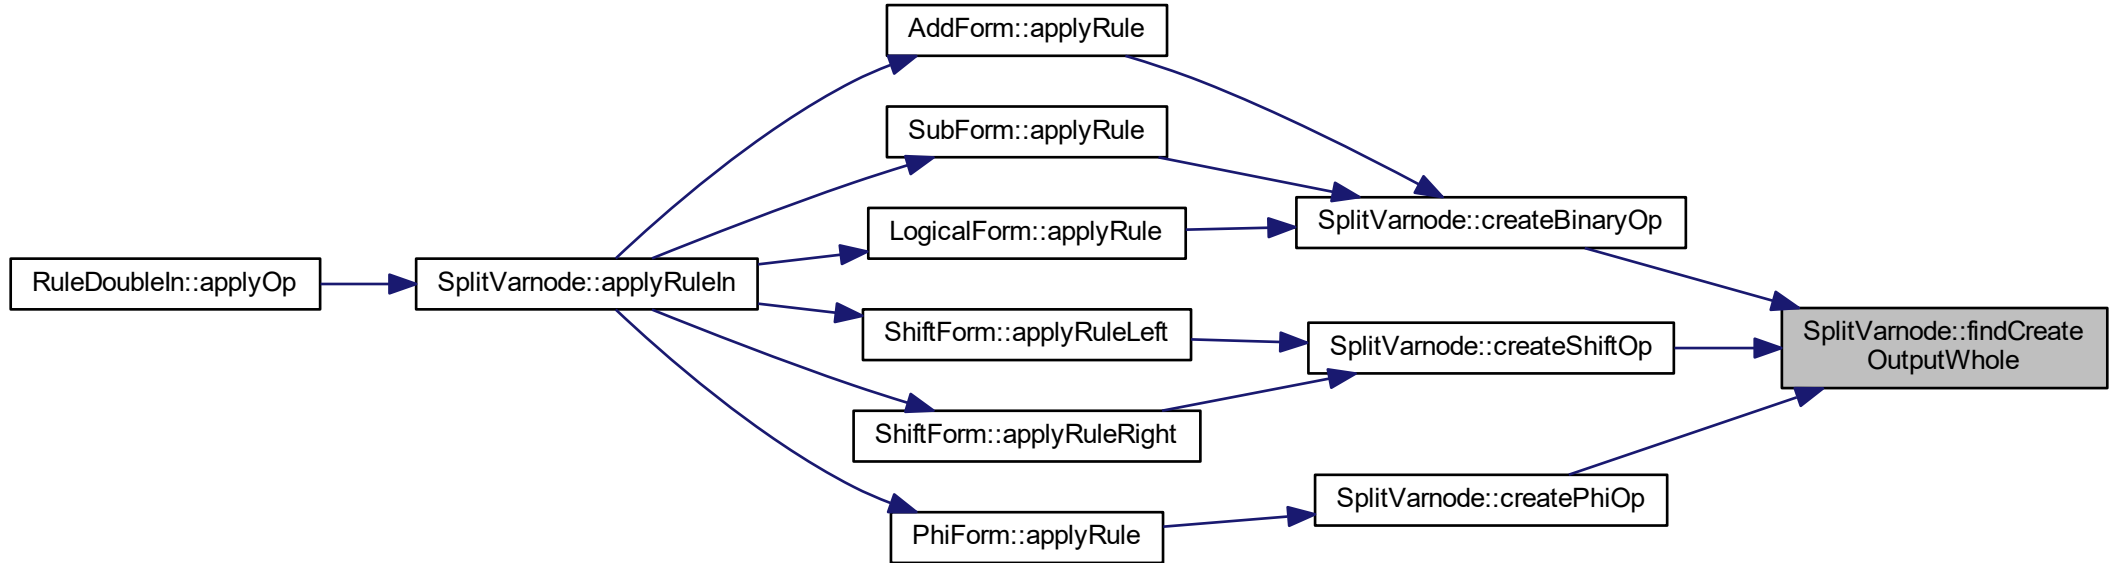 AddForm::applyRule
SubForm::applyRule
LogicalForm::applyRule
SplitVarnode::createBinaryOp
RuleDoubleIn::applyOp
SplitVarnode::applyRuleIn
ShiftForm::applyRuleLeft
SplitVarnode::createShiftOp
SplitVarnode::findCreate
OutputWhole
ShiftForm::applyRuleRight
SplitVarnode::createPhiOp
PhiForm::applyRule